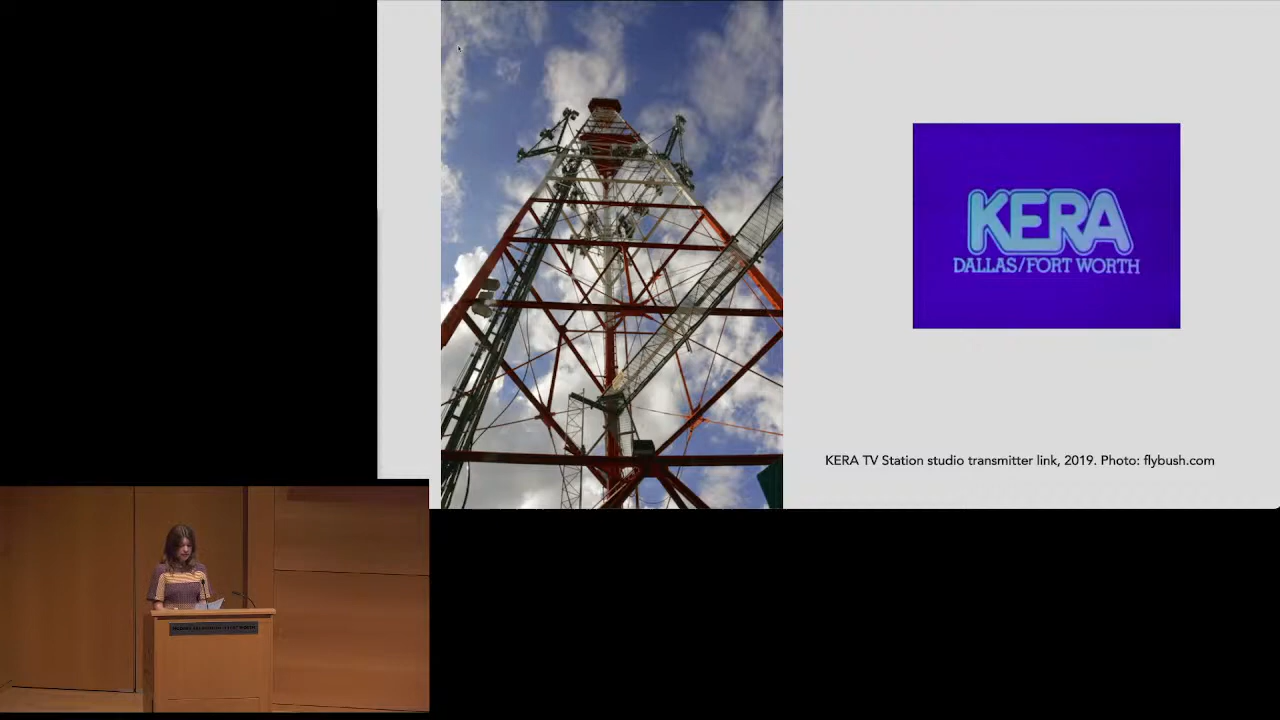 KERA
DALLAS/FORT WORTH
KERA TV Station studio transmitter link, 2019. Photo: flybush.com